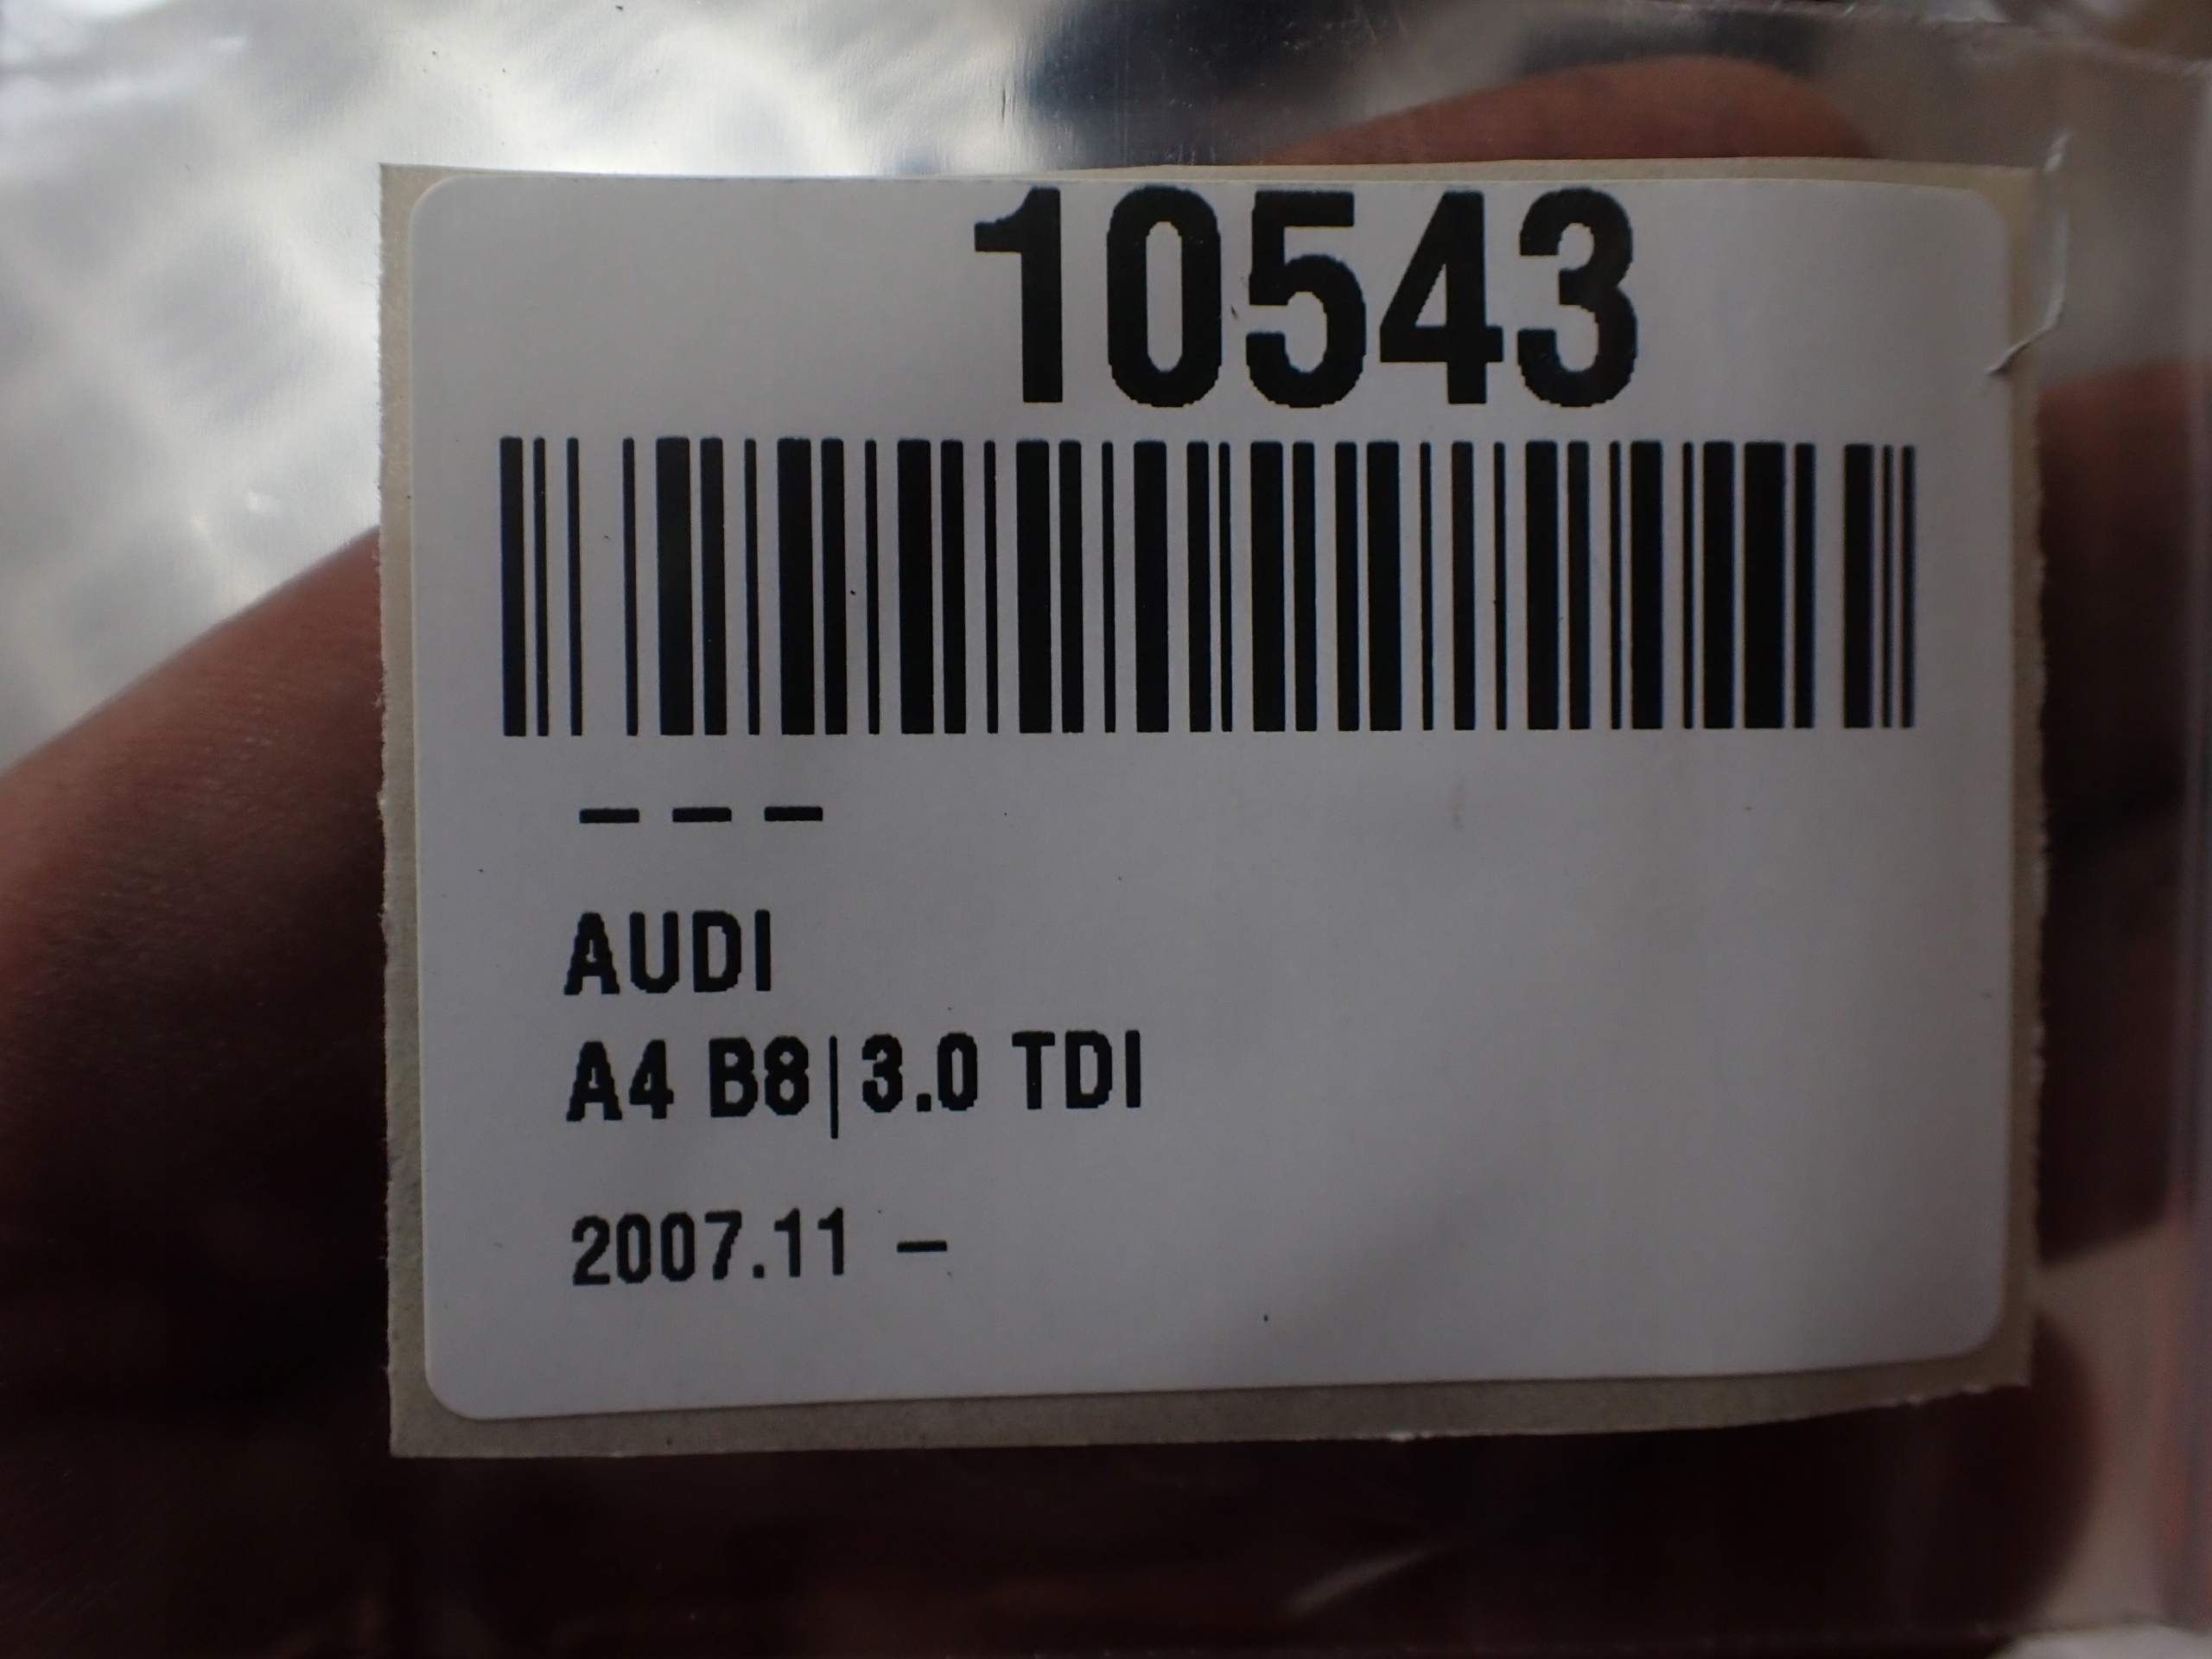 10543
---
AUDI
A4 B8|3.0 TDI
2007.11 -